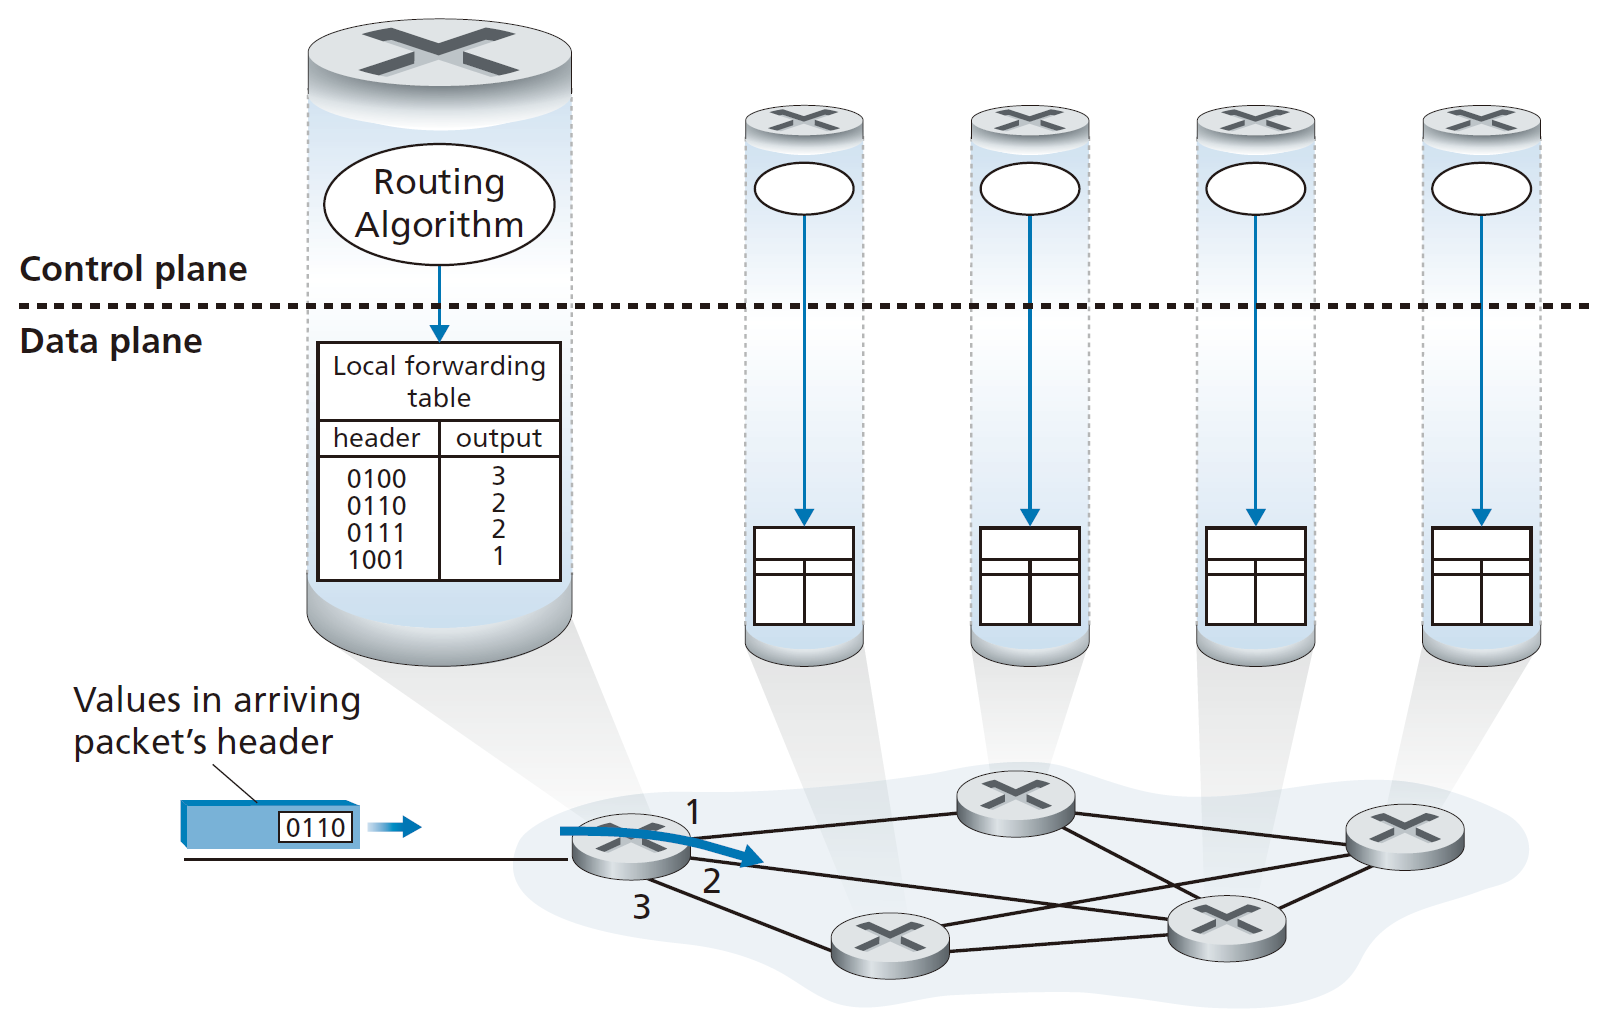 Routing
Algorithm
Control plane
Data plane
Local forwarding
table
header output
0100 3
0110 2
0111 2
1001 1
Values in arriving
packet’s header
0110
1
2
3